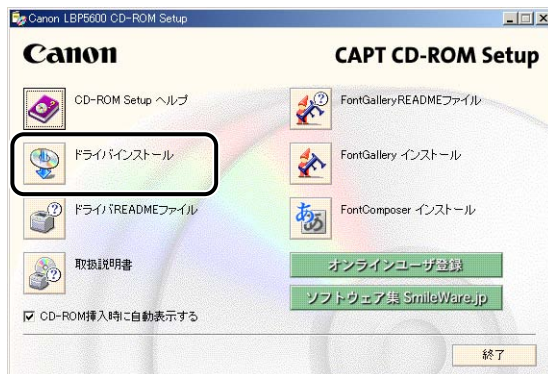 Canon LBP5600 CD-ROM Setup
Canon
CAPT CD-ROM Setup
CD-ROM Setup ヘルプ
ドライバインストール
ドライバREADMEファイル
取扱説明書
FontGalleryREADMEファイル
FontGallery インストール
FontComposer インストール
あぁ
オンラインユーザ登録
ソフトウェア集 SmileWare.jp
CD-ROM挿入時に自動表示する
終了